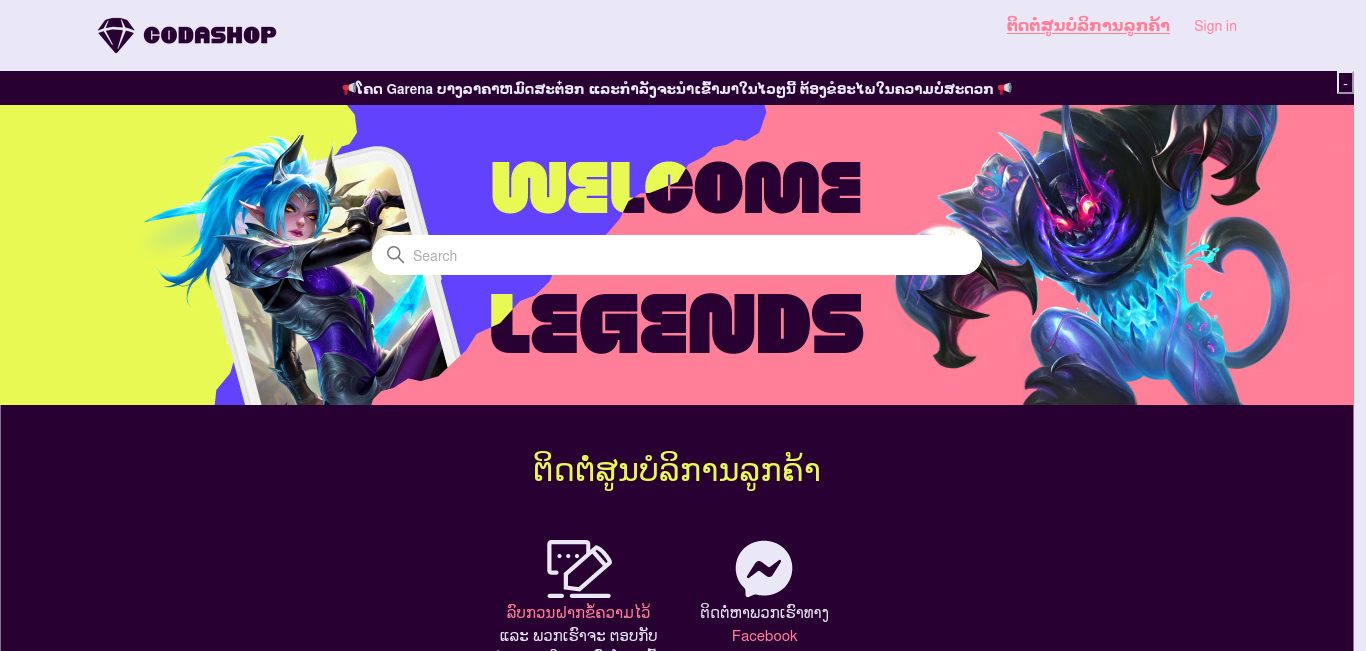 CODASHOP
ຕິດຕໍ່ສູນບໍລິການລູກຄ້າ
Sign in
📢ໂຄດ Garena ບາງລາຄາຫມົດສະຕ໋ອກ ແລະກຳລັງຈະນຳເຂົ້າມາໃນໄວໆນີ້ ຕ້ອງຂໍອະໄພໃນຄວາມບໍ່ສະດວກ 📢
-
WELCOME
Search
LEGENDS
ຕິດຕໍ່ສູນບໍລິການລູກຄ້າ
ລົບກວນຝາກຂໍ້ຄວາມໄວ້
ແລະ ພວກເຮົາຈະ ຕອບກັບ
ຕິດຕໍ່ຫາພວກເຮົາທາງ
Facebook